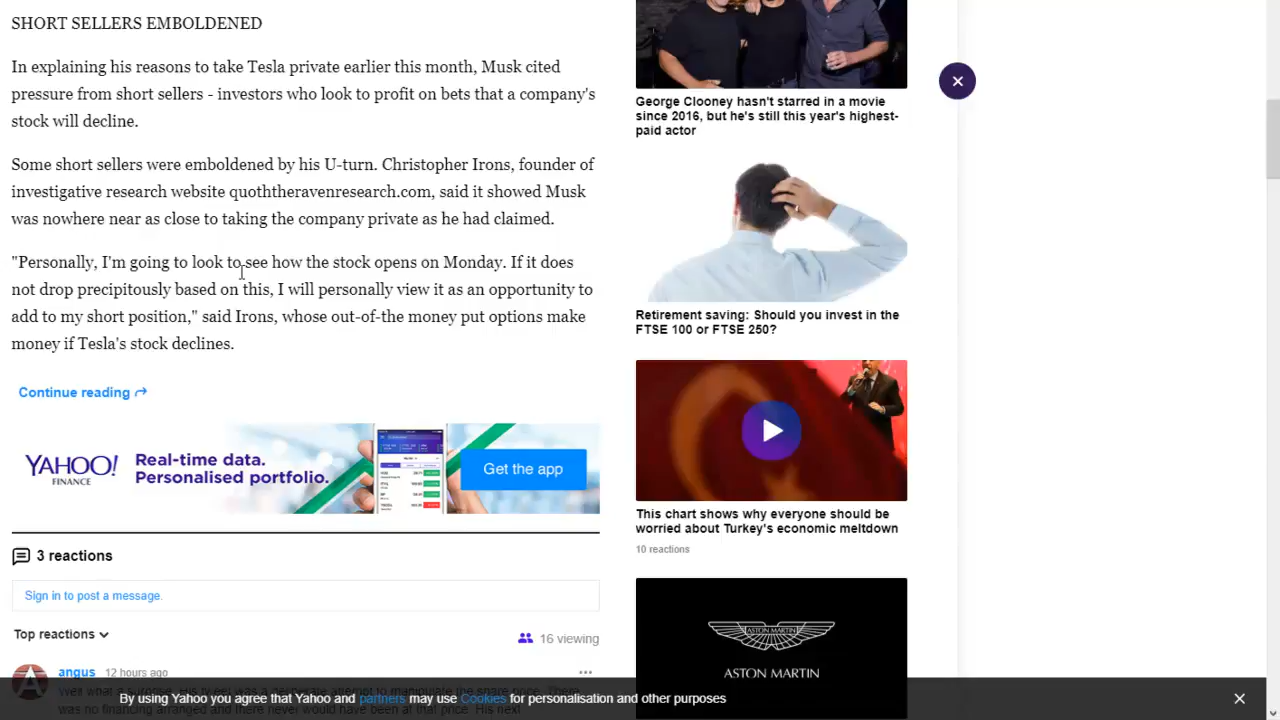 SHORT SELLERS EMBOLDENED
In explaining his reasons to take Tesla private earlier this month, Musk cited
pressure from short sellers - investors who look to profit on bets that a company's
stock will decline.
Some short sellers were emboldened by his U-turn. Christopher Irons, founder of
investigative research website quoththeravenresearch.com, said it showed Musk
was nowhere near as close to taking the company private as he had claimed.
"Personally, I'm going to look to see how the stock opens on Monday. If it does
not drop precipitously based on this, I will personally view it as an opportunity to
add to my short position," said Irons, whose out-of-the money put options make
money if Tesla's stock declines.
Continue reading
YAHOO!
FINANCE
Real-time data.
Personalised portfolio.
Get the app
3 reactions
Sign in to post a message.
Top reactions
16 viewing
angus 12 hours ago
George Clooney hasn't starred in a movie
since 2016, but he's still this year's highest-
paid actor
Retirement saving: Should you invest in the
FTSE 100 or FTSE 250?
This chart shows why everyone should be
worried about Turkey's economic meltdown
10 reactions
ASTON MARTIN
ASTON MARTIN
By using Yahoo you agree that Yahoo and partners may use Cookies for personalisation and other purposes